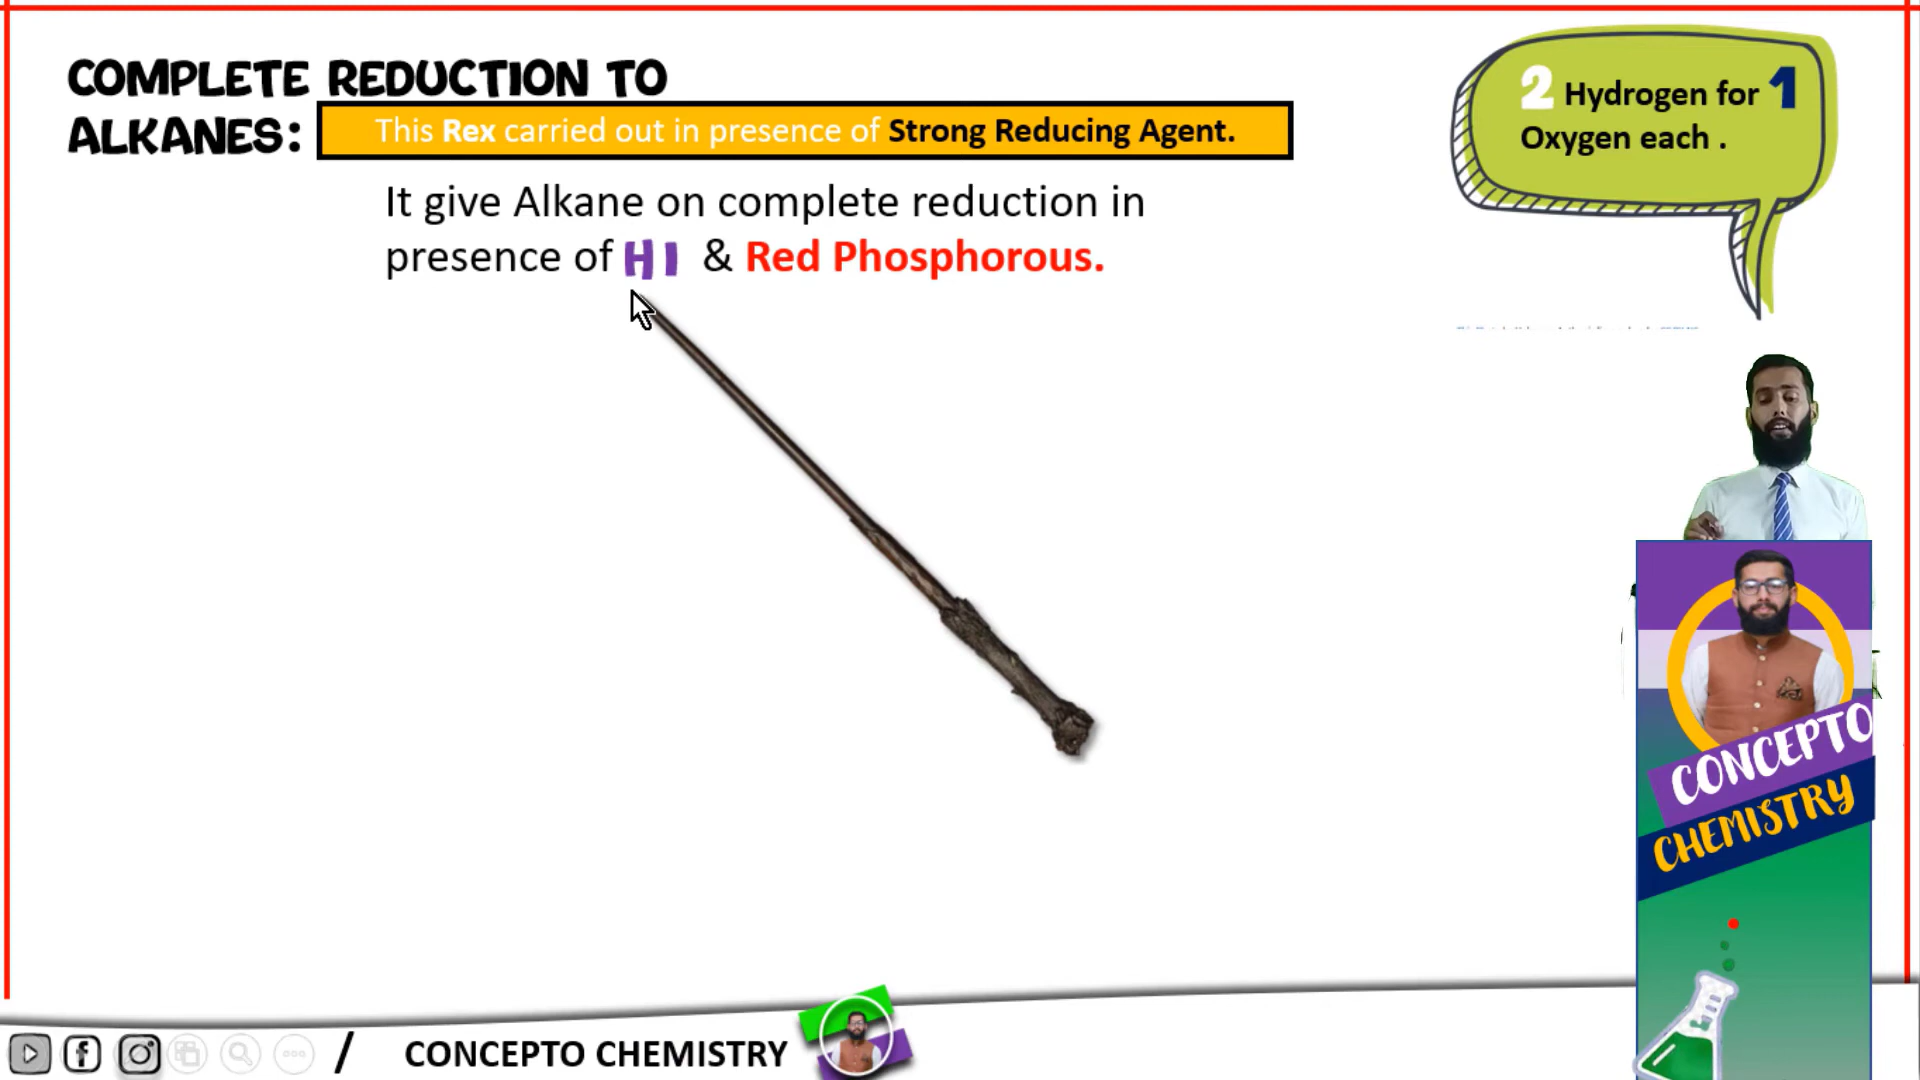 COMPLETE REDUCTION TO
ALKANES:
This Rex carried out in presence of Strong Reducing Agent.
It give Alkane on complete reduction in
presence of HI & Red Phosphorous.
2 Hydrogen for 1
Oxygen each .
CONCEPTO
CHEMISTRY
/ CONCEPTO CHEMISTRY